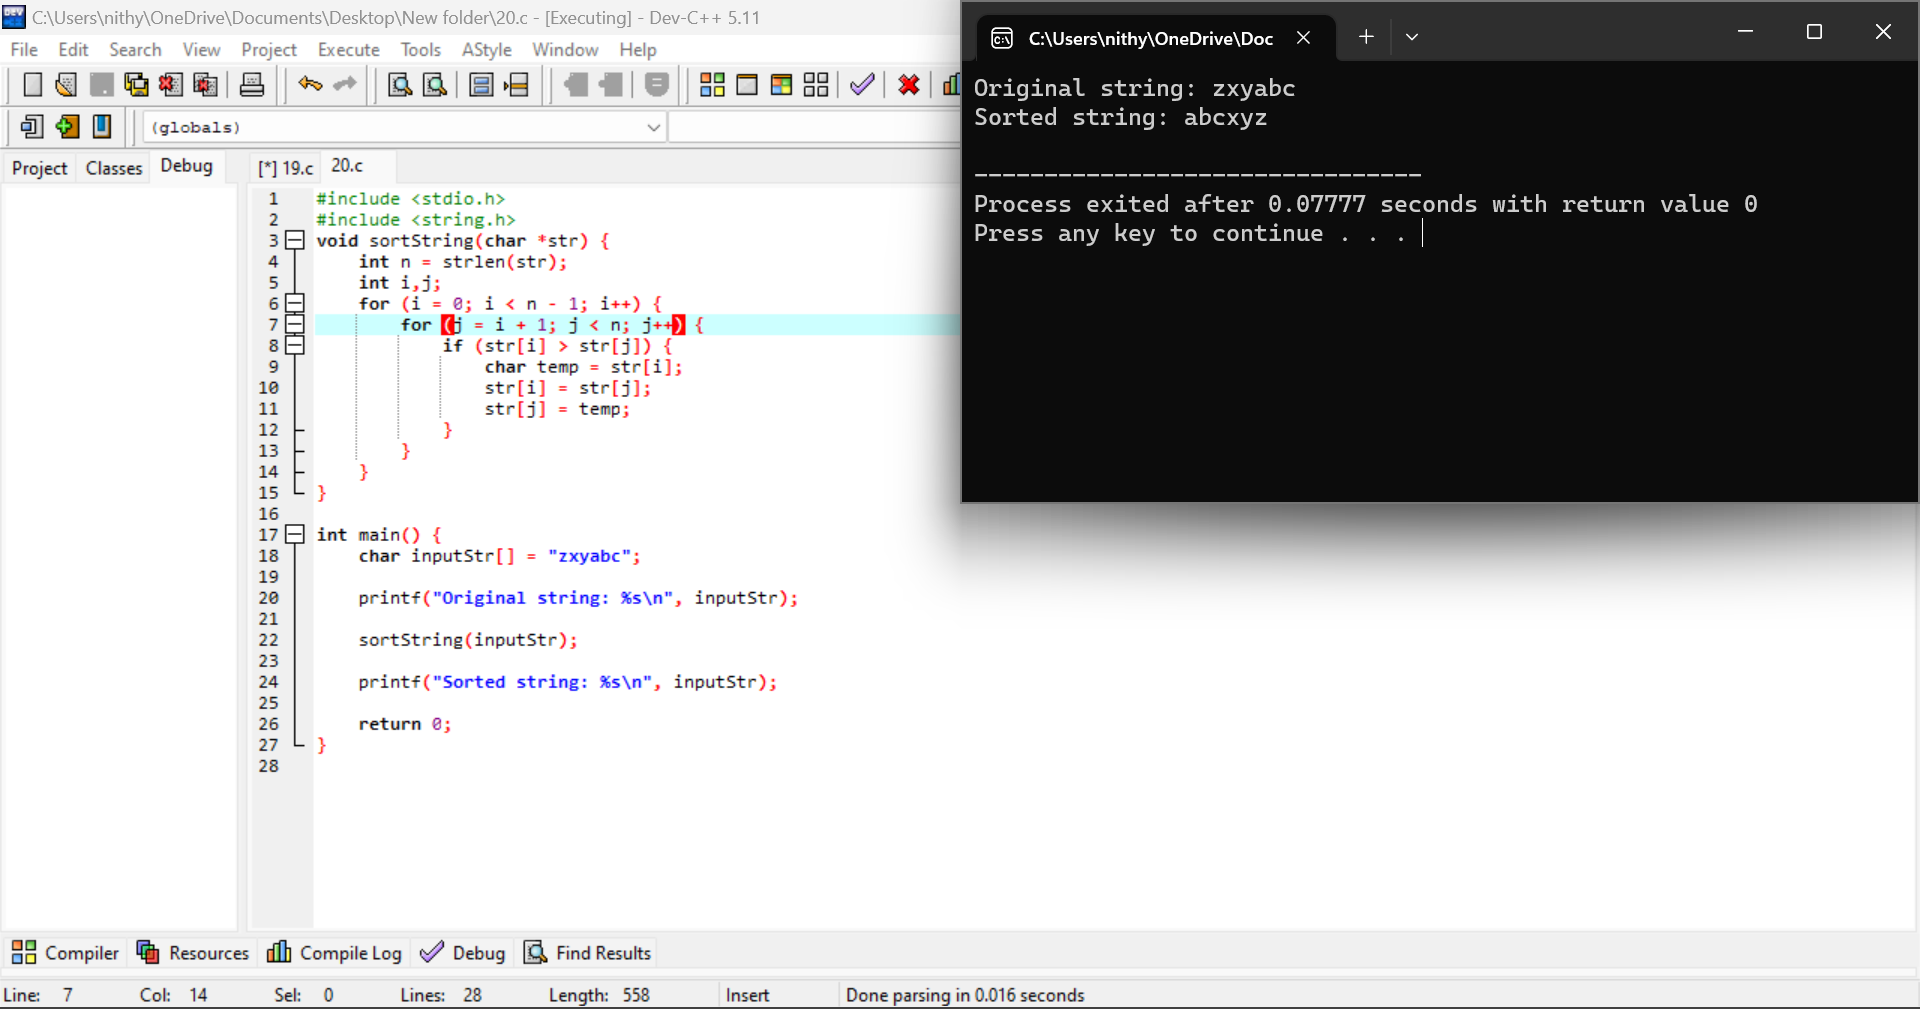 C:\Users\nithy\OneDrive\Documents\Desktop\New folder\20.c - [Executing] - Dev-C++ 5.11
File Edit Search View Project Execute Tools AStyle Window Help
(globals)
Project Classes Debug
[*] 19.c 20.c
1 #include <stdio.h>
2 #include <string.h>
3 void sortString(char *str) {
4 int n = strlen(str);
5 int i,j;
6 for (i = 0; i < n - 1; i++) {
7 for (j = i + 1; j < n; j++) {
8 if (str[i] > str[j]) {
9 char temp = str[i];
10 str[i] = str[j];
11 str[j] = temp;
12 }
13 }
14 }
15 }
16
17 int main() {
18 char inputStr[] = "zxyabc";
19
20 printf("Original string: %s\n", inputStr);
21
22 sortString(inputStr);
23
24 printf("Sorted string: %s\n", inputStr);
25
26 return 0;
27 }
28
C:\Users\nithy\OneDrive\Doc
Original string: zxyabc
Sorted string: abcxyz
--------------------------------
Process exited after 0.07777 seconds with return value 0
Press any key to continue . . .
Compiler Resources Compile Log Debug Find Results
Line: 7 Col: 14 Sel: 0 Lines: 28 Length: 558 Insert Done parsing in 0.016 seconds